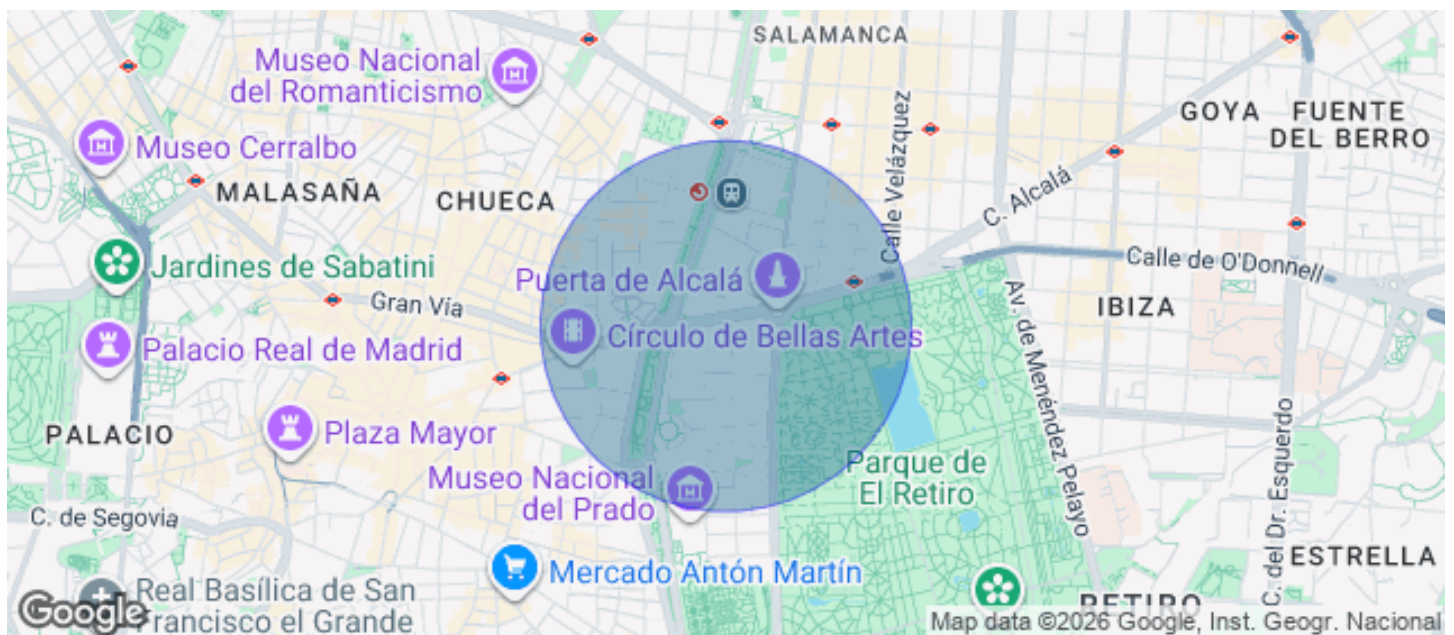 SALAMANCA
Museo Nacional
del Romanticismo
GOYA
FUENTE
DEL BERRO
Museo Cerralbo
MALASAÑA
CHUECA
Calle Velázquez
C. Alcalá
Jardines de Sabatini
Puerta de Alcalá
Calle de O'Donnell
Gran Vía
IBIZA
Círculo de Bellas Artes
Palacio Real de Madrid
Av. de Menéndez Pelayo
PALACIO
Plaza Mayor
Parque de
El Retiro
Museo Nacional
del Prado
C. del Dr. Esquerdo
C. de Segovia
ESTRELLA
Mercado Antón Martín
Real Basílica de San
Francisco el Grande
RETIRO
Google
Map data ©2026 Google, Inst. Geogr. Nacional